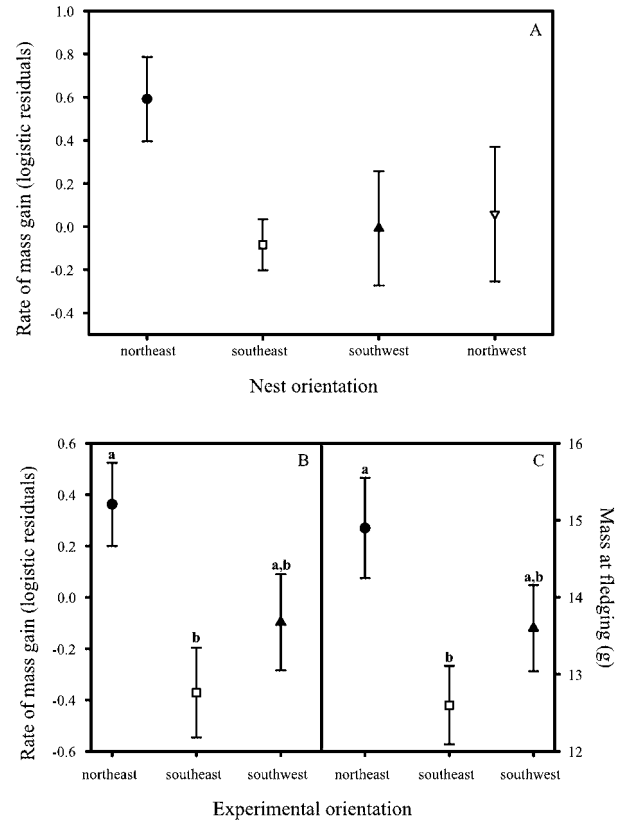 A
Rate of mass gain (logistic residuals)
1.0
0.8
0.6
0.4
0.2
0.0
-0.2
-0.4
northeast southeast southwest northwest
Nest orientation
B
Rate of mass gain (logistic residuals)
0.6
0.4
0.2
0.0
-0.2
-0.4
-0.6
a
b
a,b
northeast southeast southwest
C
a
b
a,b
16
15
14
13
12
Mass at fledging (g)
northeast southeast southwest
Experimental orientation